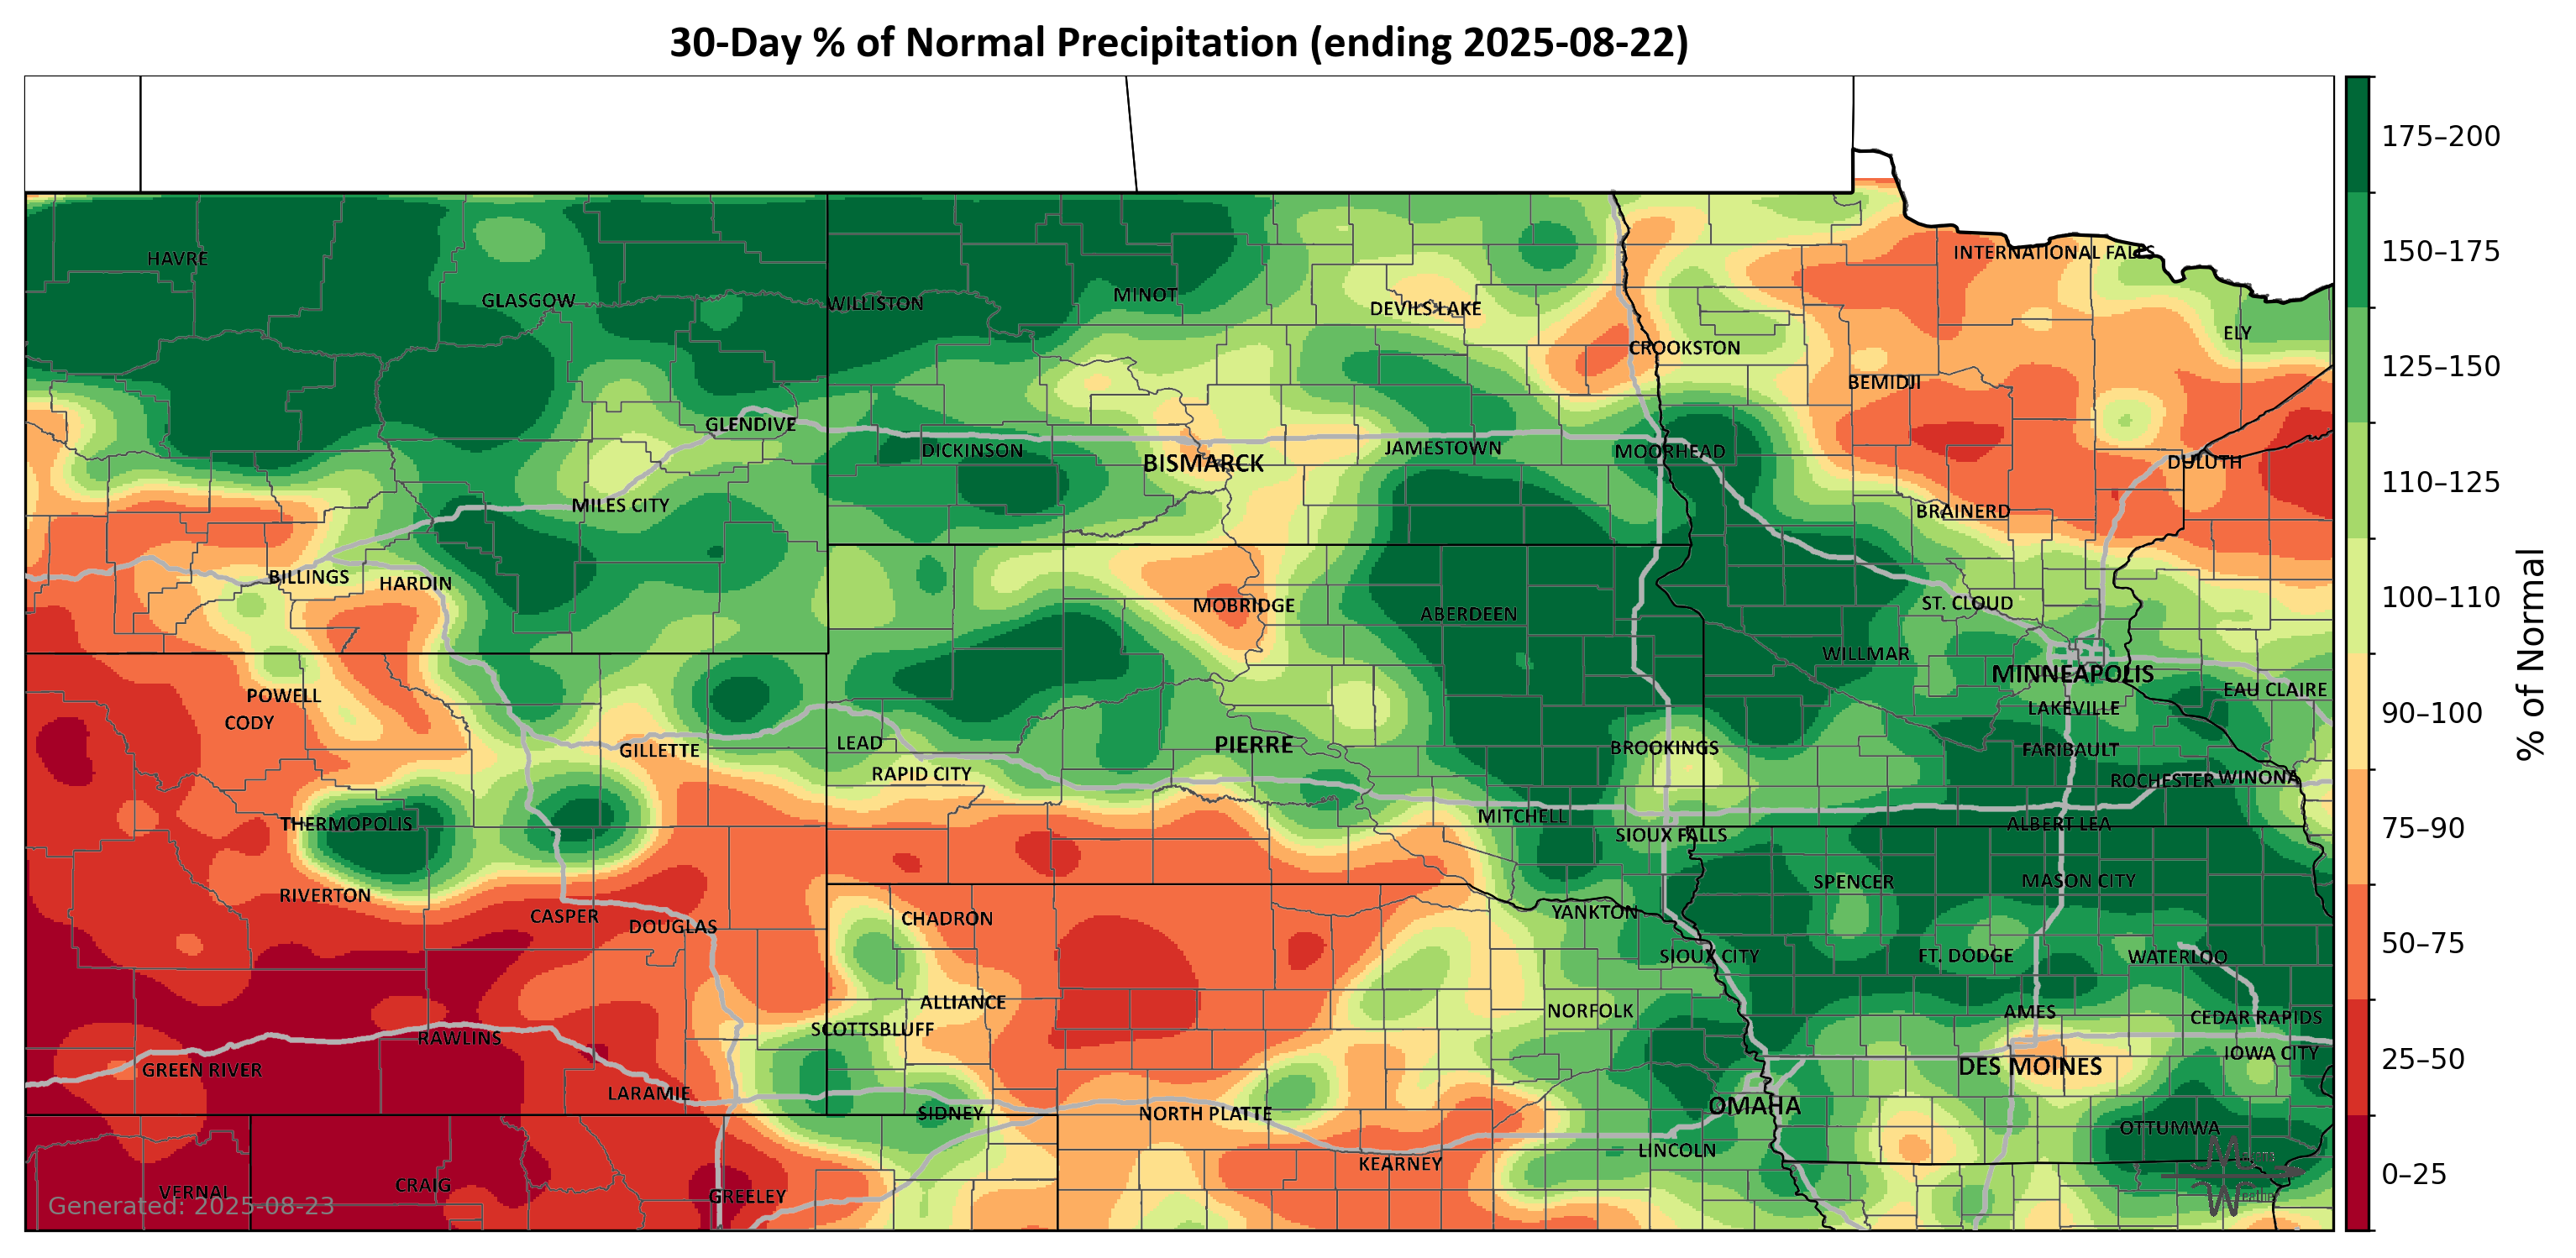 30-Day % of Normal Precipitation (ending 2025-08-22)
HAVRE
GLASGOW
WILLISTON
MINOT
DEVILS LAKE
INTERNATIONAL FALLS
ELY
CROOKSTON
BEMIDJI
GLENDIVE
DICKINSON
BISMARCK
JAMESTOWN
MOORHEAD
DULUTH
MILES CITY
BRAINERD
BILLINGS
HARDIN
MOBRIDGE
ABERDEEN
ST. CLOUD
WILLMAR
MINNEAPOLIS
EAU CLAIRE
POWELL
CODY
LAKEVILLE
GILLETTE
LEAD
PIERRE
BROOKINGS
FARIBAULT
RAPID CITY
ROCHESTER
WINONA
THERMOPOLIS
MITCHELL
SIOUX FALLS
ALBERT LEA
RIVERTON
SPENCER
MASON CITY
CASPER
DOUGLAS
CHADRON
YANKTON
SIOUX CITY
FT. DODGE
WATERLOO
ALLIANCE
NORFOLK
AMES
CEDAR RAPIDS
SCOTTSBLUFF
RAWLINS
IOWA CITY
GREEN RIVER
DES MOINES
LARAMIE
SIDNEY
NORTH PLATTE
OMAHA
OTTUMWA
LINCOLN
KEARNEY
VERNAL
CRAIG
GREELEY
Generated: 2025-08-23
175–200
150–175
125–150
110–125
100–110
90–100
75–90
50–75
25–50
0–25
% of Normal